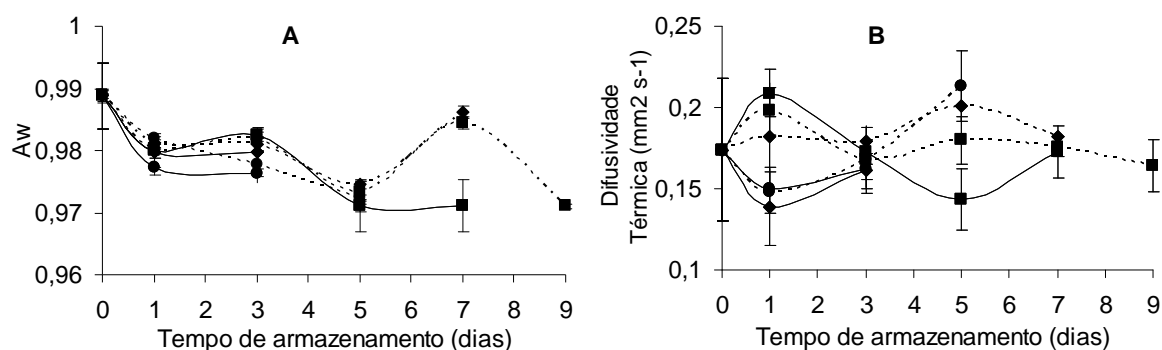 A
1
0,99
0,98
0,97
0,96
Aw
0 1 2 3 4 5 6 7 8 9
Tempo de armazenamento (dias)
B
0,25
0,2
0,15
0,1
Difusividade
Térmica (mm2 s-1)
0 1 2 3 4 5 6 7 8 9
Tempo de armazenamento (dias)